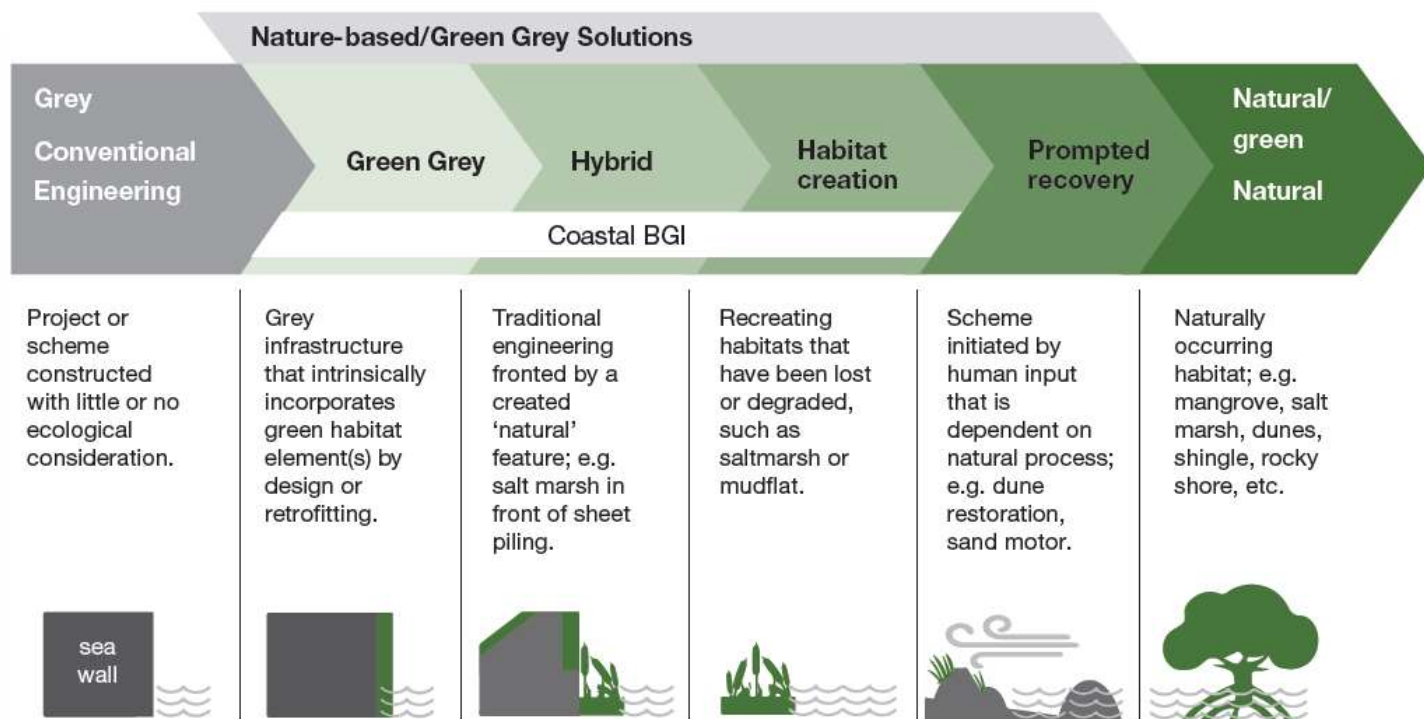 Nature-based/Green Grey Solutions
Grey
Conventional
Engineering
Green Grey
Hybrid
Habitat
creation
Prompted
recovery
Natural/
green
Natural
Coastal BGI
Project or
scheme
constructed
with little or no
ecological
consideration.
Grey
infrastructure
that intrinsically
incorporates
green habitat
element(s) by
design or
retrofitting.
Traditional
engineering
fronted by a
created
‘natural’
feature; e.g.
salt marsh in
front of sheet
piling.
Recreating
habitats that
have been lost
or degraded,
such as
saltmarsh or
mudflat.
Scheme
initiated by
human input
that is
dependent on
natural process;
e.g. dune
restoration,
sand motor.
Naturally
occurring
habitat; e.g.
mangrove, salt
marsh, dunes,
shingle, rocky
shore, etc.
sea
wall